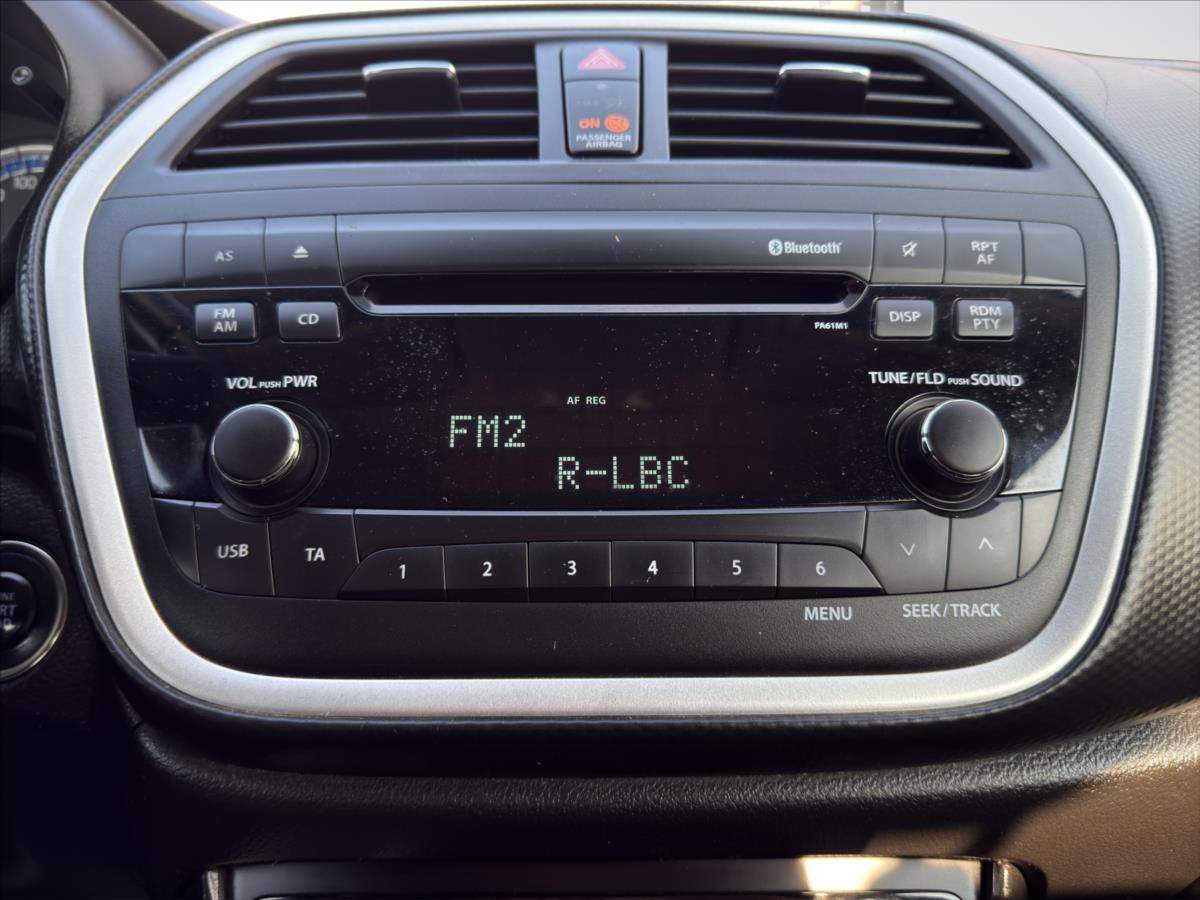 ON
PASSENGER
AIRBAG
100
AS
Bluetooth
RPT
AF
FM
AM
CD
PA61M1
DISP
RDM
PTY
VOL PUSH PWR
TUNE/FLD PUSH SOUND
AF REG
FM2
R-LBC
USB
TA
1
2
3
4
5
6
MENU
SEEK/TRACK